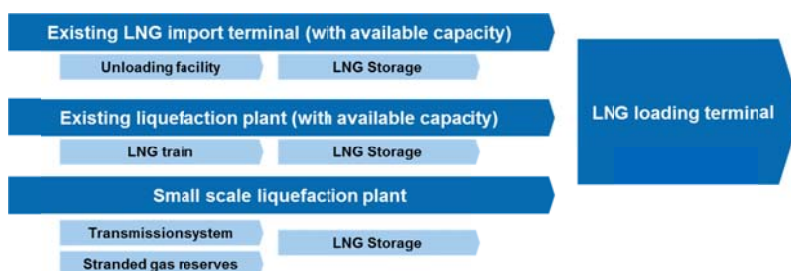 Existing LNG import terminal (with available capacity)
Unloading facility
LNG Storage
Existing liquefaction plant (with available capacity)
LNG train
LNG Storage
Small scale liquefaction plant
Transmissionsystem
LNG Storage
Stranded gas reserves
LNG loading terminal